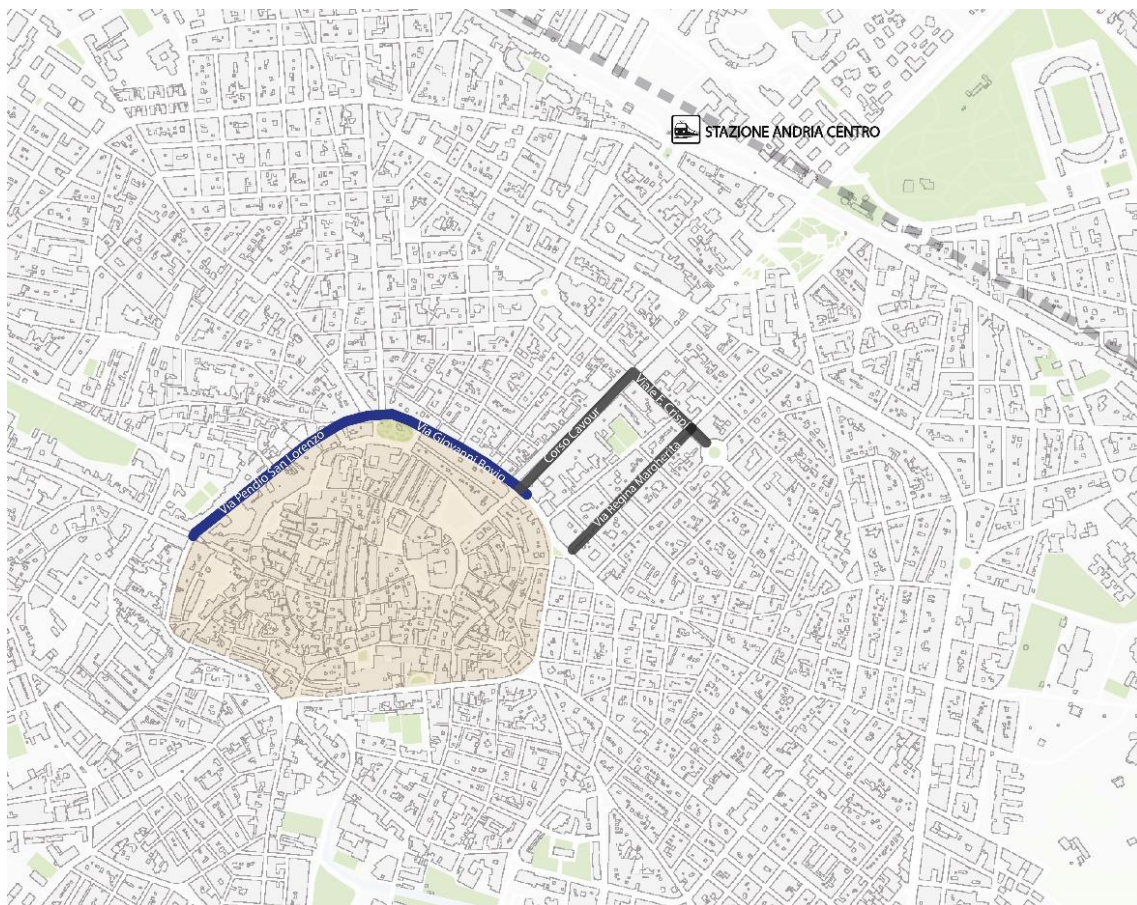 STAZIONE ANDRIA CENTRO
Viale F. Crispi
Corso Cavour
Via Giovanni Bovio
Via Pendio San Lorenzo
Via Regina Margherita